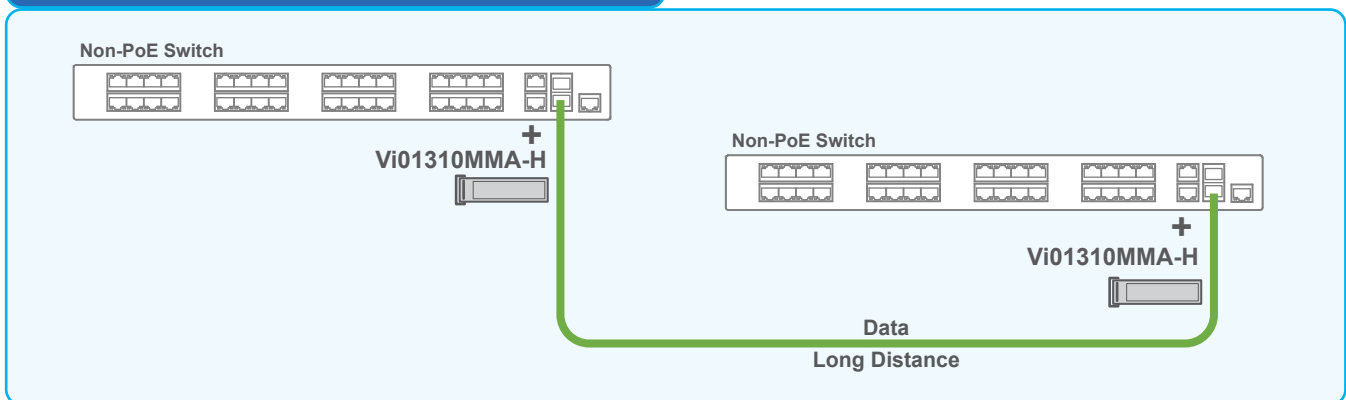 Non-PoE Switch
+
Vi01310MMA-H
Non-PoE Switch
+
Vi01310MMA-H
Data
Long Distance